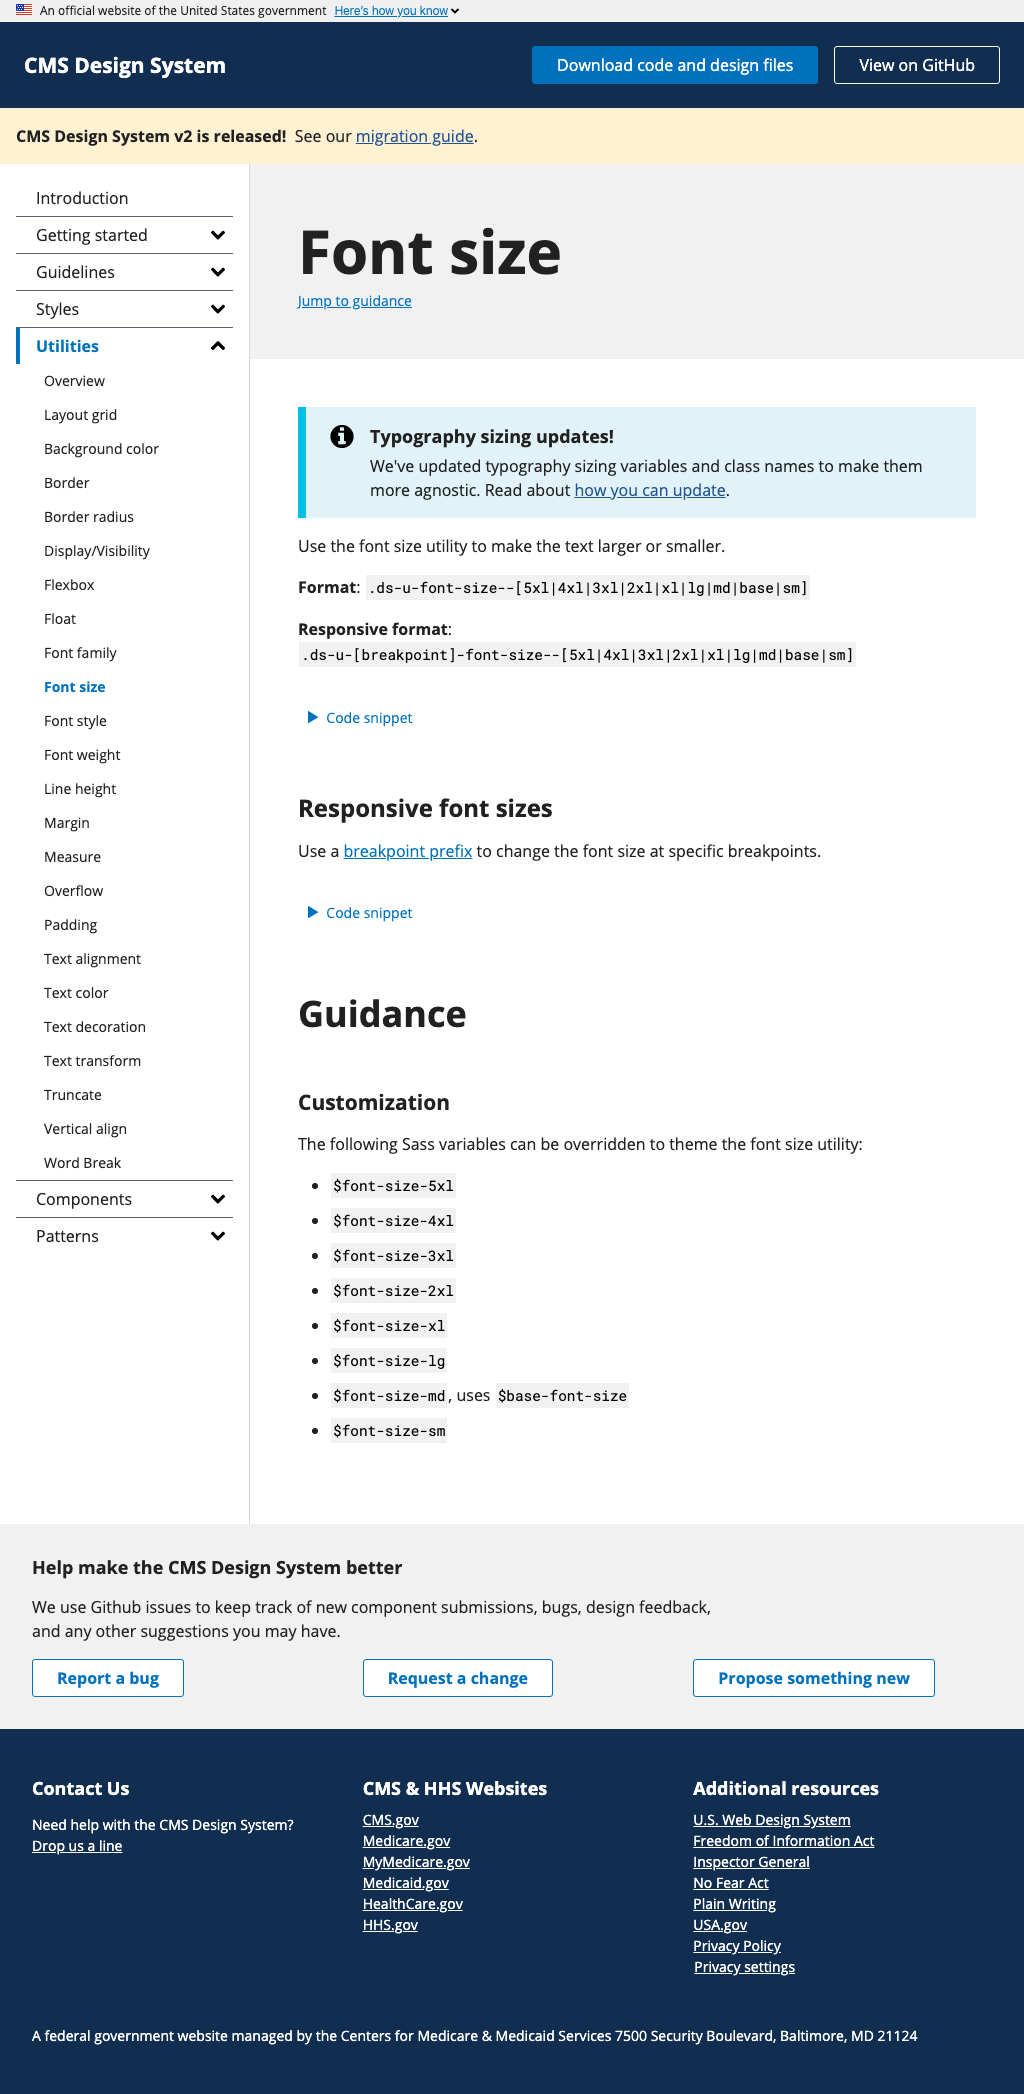 An official website of the United States government Here's how you know
CMS Design System
Download code and design files
View on GitHub
CMS Design System v2 is released! See our migration guide.
Introduction
Getting started
Guidelines
Styles
Utilities
Overview
Layout grid
Background color
Border
Border radius
Display/Visibility
Flexbox
Float
Font family
Font size
Font style
Font weight
Line height
Margin
Measure
Overflow
Padding
Text alignment
Text color
Text decoration
Text transform
Truncate
Vertical align
Word Break
Components
Patterns
Font size
Jump to guidance
Typography sizing updates!
We've updated typography sizing variables and class names to make them
more agnostic. Read about how you can update.
Use the font size utility to make the text larger or smaller.
Format: .ds-u-font-size--[5xl|4xl|3xl|2xl|xl|lg|md|base|sm]
Responsive format:
.ds-u-[breakpoint]-font-size--[5xl|4xl|3xl|2xl|xl|lg|md|base|sm]
Code snippet
Responsive font sizes
Use a breakpoint prefix to change the font size at specific breakpoints.
Code snippet
Guidance
Customization
The following Sass variables can be overridden to theme the font size utility:
$font-size-5xl
$font-size-4xl
$font-size-3xl
$font-size-2xl
$font-size-xl
$font-size-lg
$font-size-md, uses $base-font-size
$font-size-sm
Help make the CMS Design System better
We use Github issues to keep track of new component submissions, bugs, design feedback,
and any other suggestions you may have.
Report a bug
Request a change
Propose something new
Contact Us
Need help with the CMS Design System?
Drop us a line
CMS & HHS Websites
CMS.gov
Medicare.gov
MyMedicare.gov
Medicaid.gov
HealthCare.gov
HHS.gov
Additional resources
U.S. Web Design System
Freedom of Information Act
Inspector General
No Fear Act
Plain Writing
USA.gov
Privacy Policy
Privacy settings
A federal government website managed by the Centers for Medicare & Medicaid Services 7500 Security Boulevard, Baltimore, MD 21124